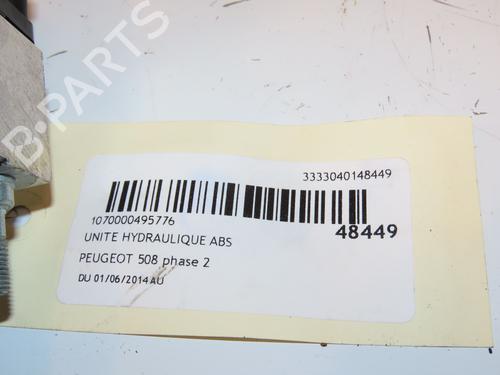 B-PARTS
3333040148449
1070000495776
48449
UNITE HYDRAULIQUE ABS
PEUGEOT 508 phase 2
DU 01/06/2014 AU